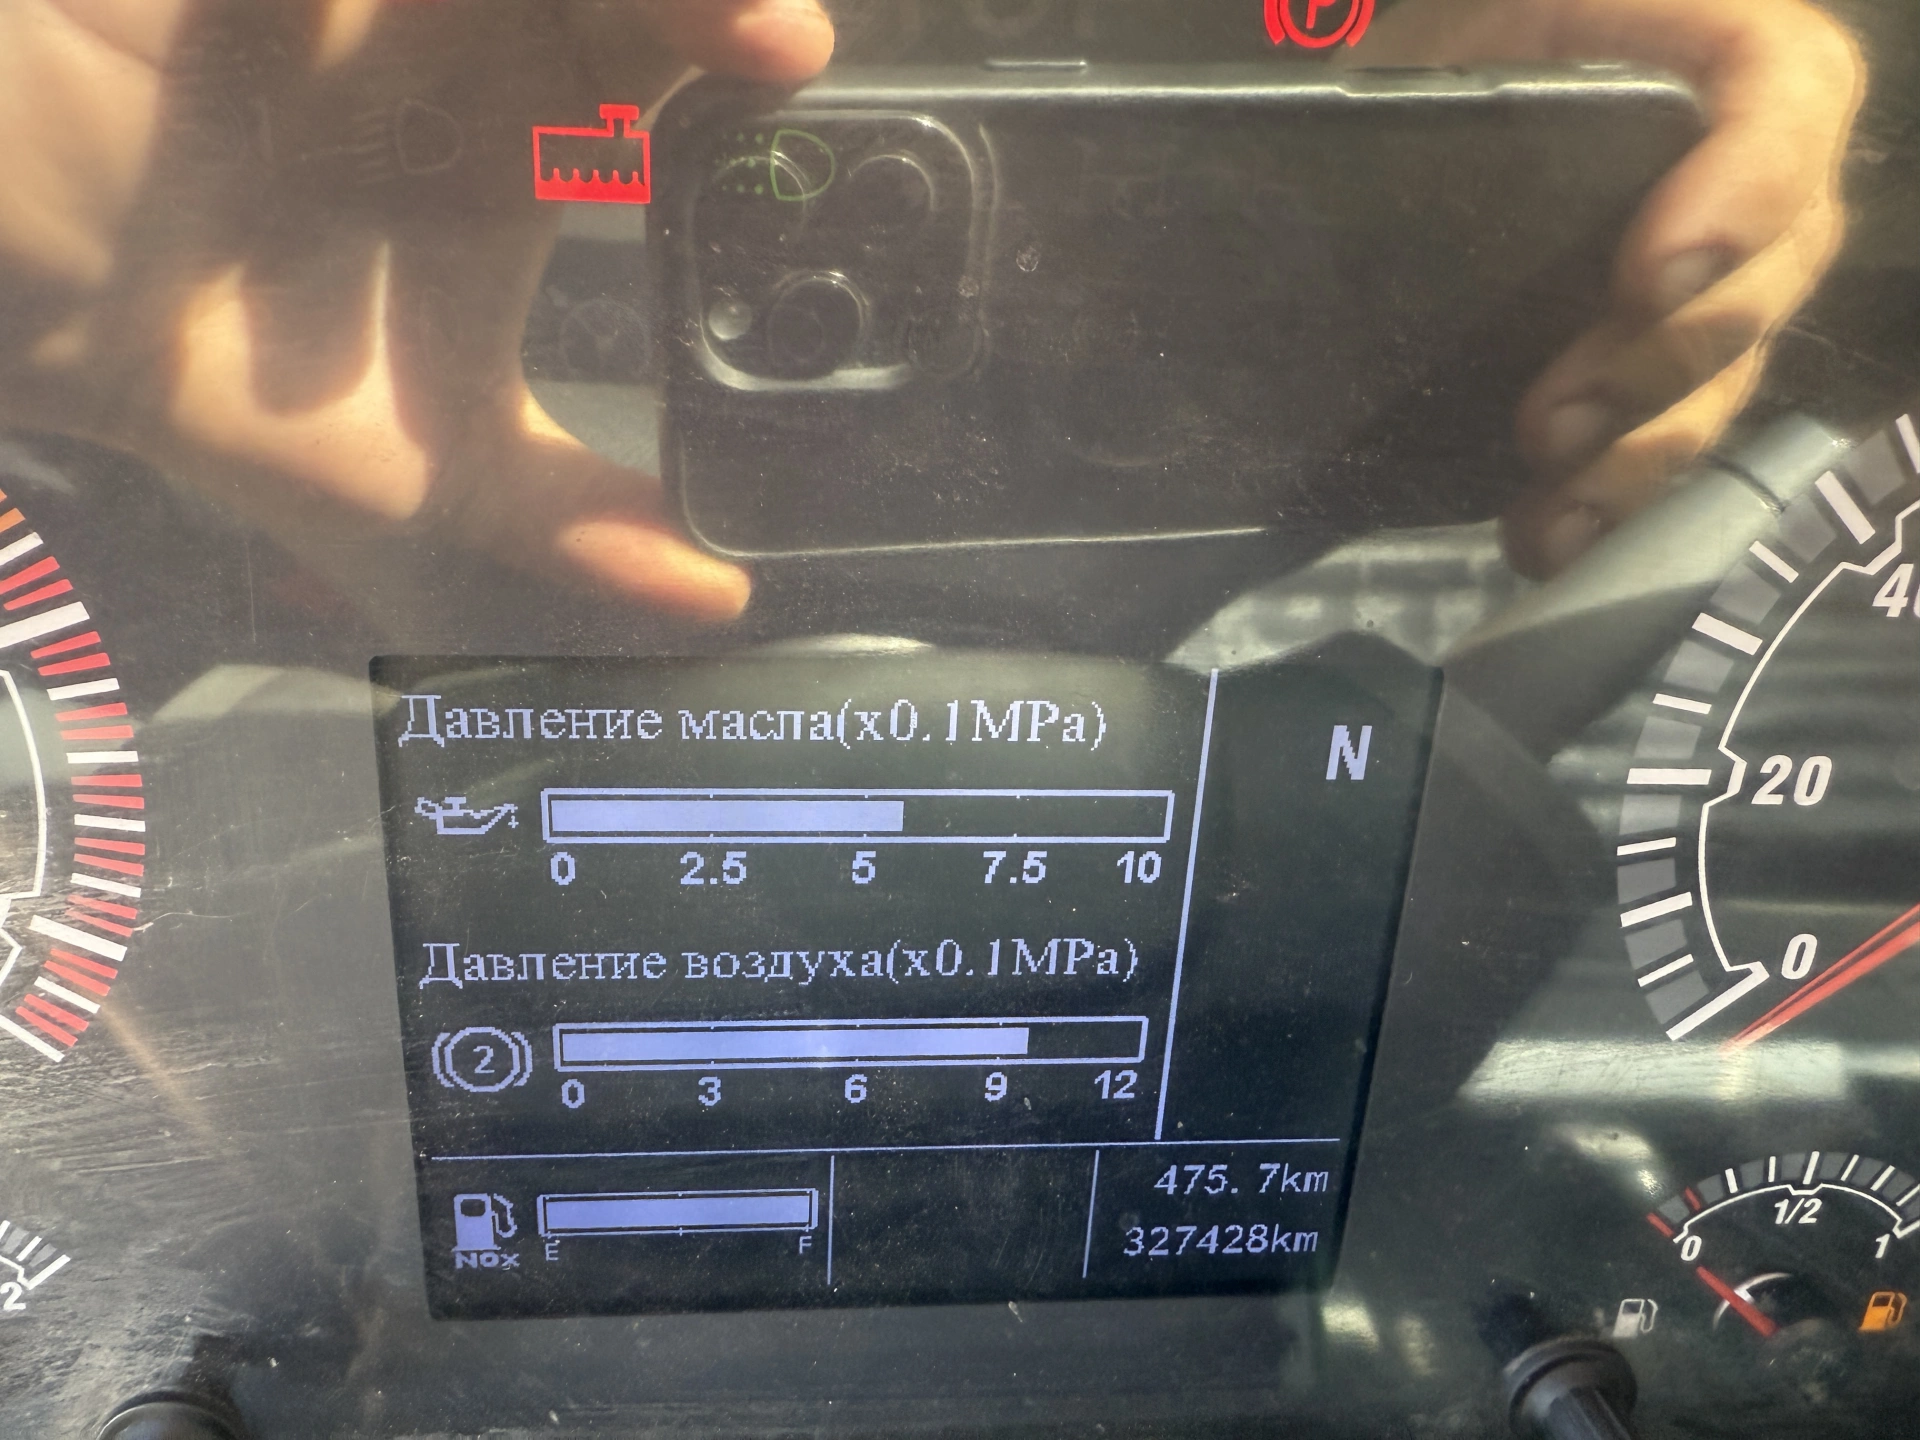 P
Давление масла(x0.1MPa)
N
0 2.5 5 7.5 10
Давление воздуха(x0.1MPa)
2
0 3 6 9 12
475.7km
NOx E F
327428km
20
0
0 1/2 1
2